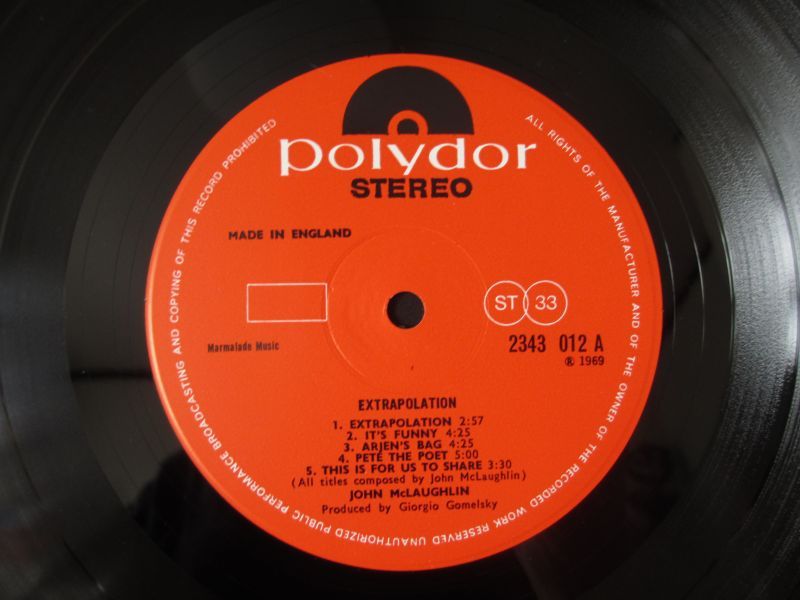 polydor
STEREO
MADE IN ENGLAND
ST 33
Marmalade Music
2343 012 A
℗ 1969
EXTRAPOLATION
1. EXTRAPOLATION 2:57
2. IT'S FUNNY 4:25
3. ARJEN'S BAG 4:25
4. PETE THE POET 5:00
5. THIS IS FOR US TO SHARE 3:30
(All titles composed by John McLaughlin)
JOHN McLAUGHLIN
Produced by Giorgio Gomelsky
ALL RIGHTS OF THE MANUFACTURER AND OF THE OWNER OF THE RECORDED WORK RESERVED UNAUTHORIZED PUBLIC PERFORMANCE BROADCASTING AND COPYING OF THIS RECORD PROHIBITED